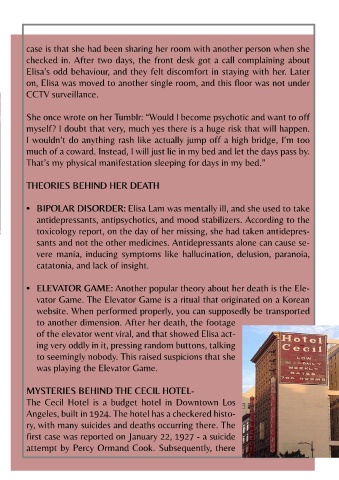 case is that she had been sharing her room with another person when she
checked in. After two days, the front desk got a call complaining about
Elisa's odd behaviour, and they felt discomfort in staying with her. Later
on, Elisa was moved to another single room, and this floor was not under
CCTV surveillance.
She once wrote on her Tumblr: "Would I become psychotic and want to off
myself? I doubt that very, much yes there is a huge risk that will happen.
I wouldn't do anything rash like actually jump off a high bridge, I'm too
much of a coward. Instead, I will just lie in my bed and let the days pass by.
That's my physical manifestation sleeping for days in my bed."
THEORIES BEHIND HER DEATH
• BIPOLAR DISORDER: Elisa Lam was mentally ill, and she used to take
antidepressants, antipsychotics, and mood stabilizers. According to the
toxicology report, on the day of her missing, she had taken antidepres-
sants and not the other medicines. Antidepressants alone can cause se-
vere mania, inducing symptoms like hallucination, delusion, paranoia,
catatonia, and lack of insight.
• ELEVATOR GAME: Another popular theory about her death is the Ele-
vator Game. The Elevator Game is a ritual that originated on a Korean
website. When performed properly, you can supposedly be transported
to another dimension. After her death, the footage
of the elevator went viral, and that showed Elisa act-
ing very oddly in it, pressing random buttons, talking
to seemingly nobody. This raised suspicions that she
was playing the Elevator Game.
MYSTERIES BEHIND THE CECIL HOTEL-
The Cecil Hotel is a budget hotel in Downtown Los
Angeles, built in 1924. The hotel has a checkered histo-
ry, with many suicides and deaths occurring there. The
first case was reported on January 22, 1927 - a suicide
attempt by Percy Ormand Cook. Subsequently, there
Hotel
Cecil
LOW
WEEKLY
RATES
700 ROOMS